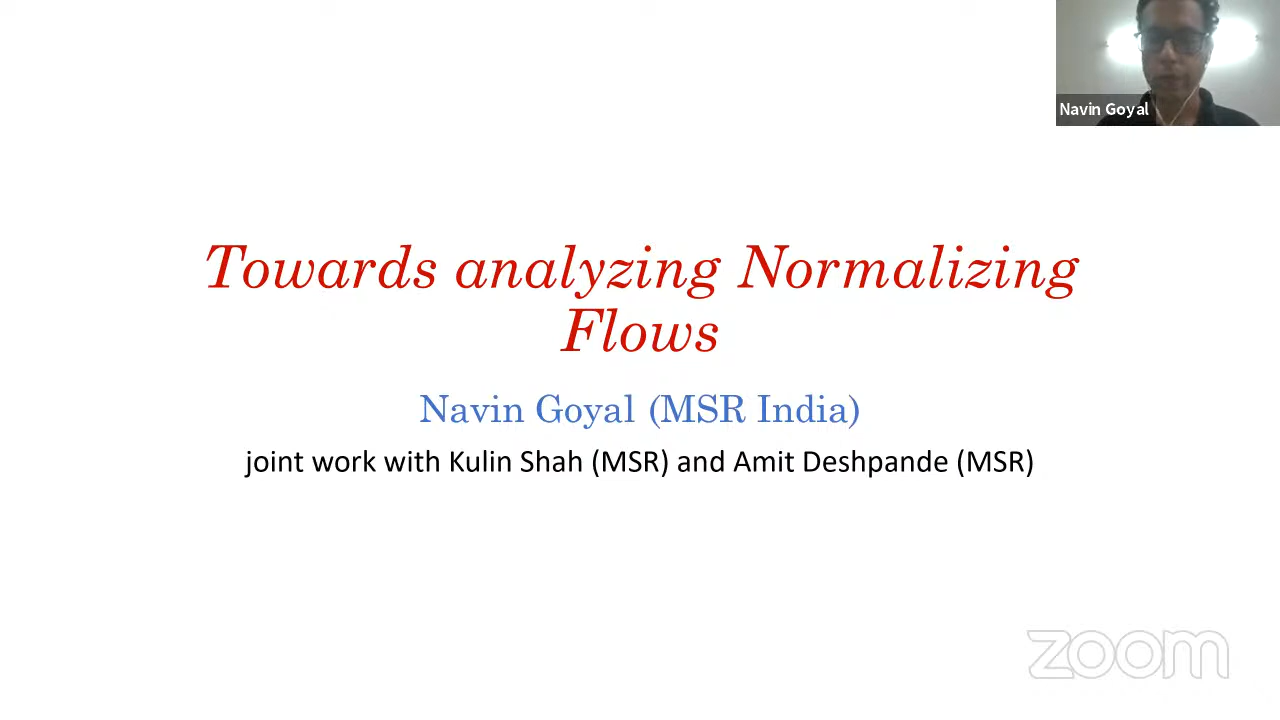 Navin Goyal
Towards analyzing Normalizing
Flows
Navin Goyal (MSR India)
joint work with Kulin Shah (MSR) and Amit Deshpande (MSR)
zoom